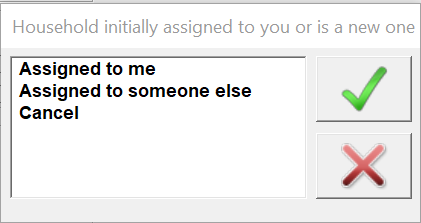 Household initially assigned to you or is a new one
Assigned to me
Assigned to someone else
Cancel